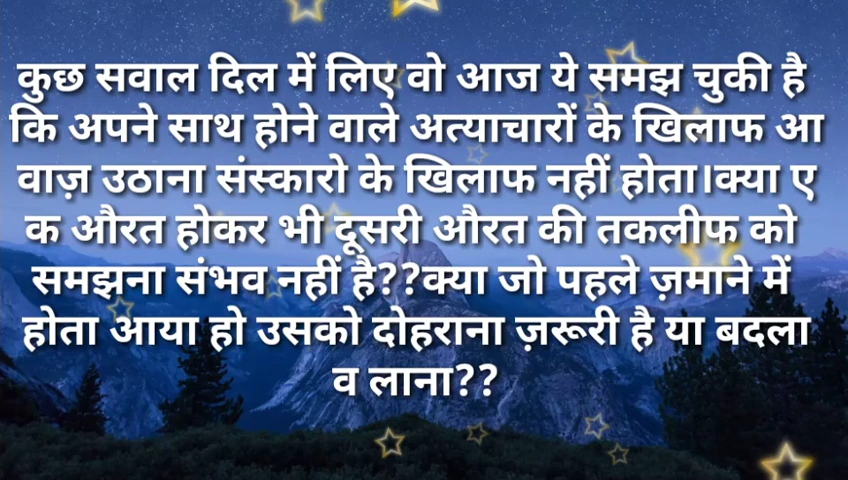 कुछ सवाल दिल में लिए वो आज ये समझ चुकी है
कि अपने साथ होने वाले अत्याचारों के खिलाफ आ
वाज़ उठाना संस्कारो के खिलाफ नहीं होता।क्या ए
क औरत होकर भी दूसरी औरत की तकलीफ को
समझना संभव नहीं है??क्या जो पहले ज़माने में
होता आया हो उसको दोहराना ज़रूरी है या बदला
व लाना??